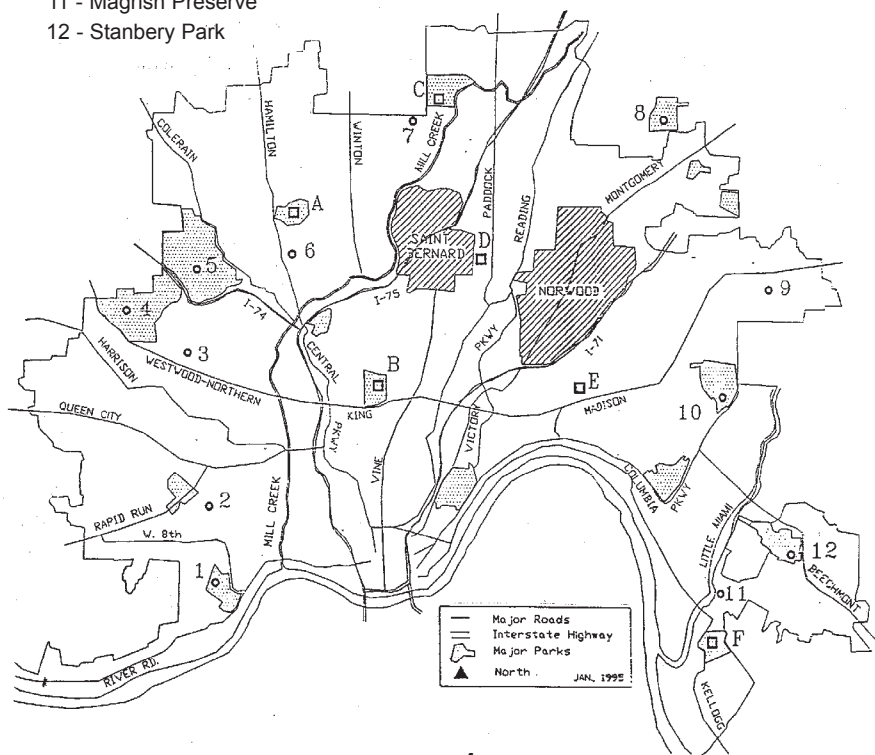 11 - Magrish Preserve
12 - Stanbery Park
C
8
7
COLERAIN
HAMILTON
WINTON
MILL CREEK
PADDOCK
READING
MONTGOMERY
A
SAINT
BERNARD
D
6
5
NORWOOD
9
4
I-74
I-75
I-71
3
CENTRAL
PKWY
PKWY
HARRISON
WESTWOOD-NORTHERN
B
E
KING
MADISON
10
QUEEN CITY
VINE
VICTORY
COLUMBIA
PKWY
2
RAPID RUN
W. 8th
MILL CREEK
LITTLE MIAMI
12
BEECHMONT
1
11
Major Roads
Interstate Highway
Major Parks
North
JAN. 1995
F
RIVER RD.
KELLOGG